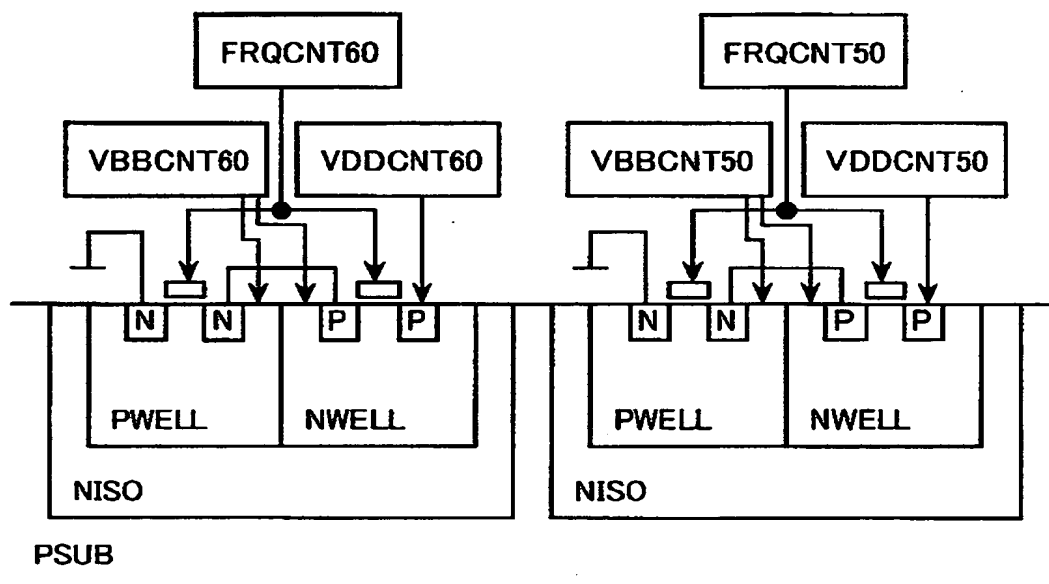 FRQCNT60 FRQCNT50
VBBCNT60 VDDCNT60 VBBCNT50 VDDCNT50
N N P P N N P P
PWELL NWELL PWELL NWELL
NISO NISO
PSUB